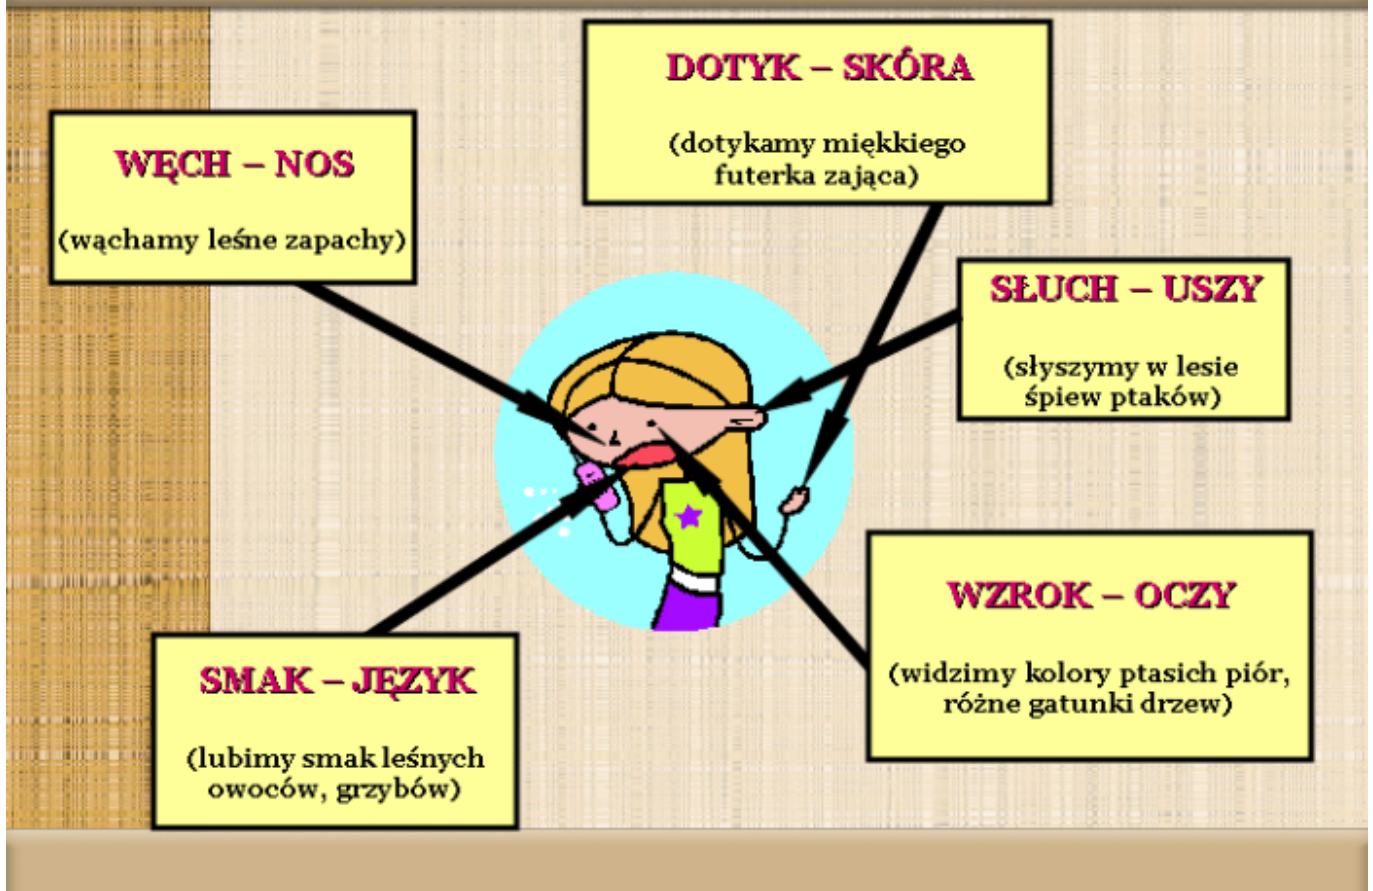 DOTYK – SKÓRA
(dotykamy miękkiego
futerka zająca)
WĘCH – NOS
(wąchamy leśne zapachy)
SŁUCH – USZY
(słyszymy w lesie
śpiew ptaków)
WZROK – OCZY
(widzimy kolory ptasich piór,
różne gatunki drzew)
SMAK – JĘZYK
(lubimy smak leśnych
owoców, grzybów)